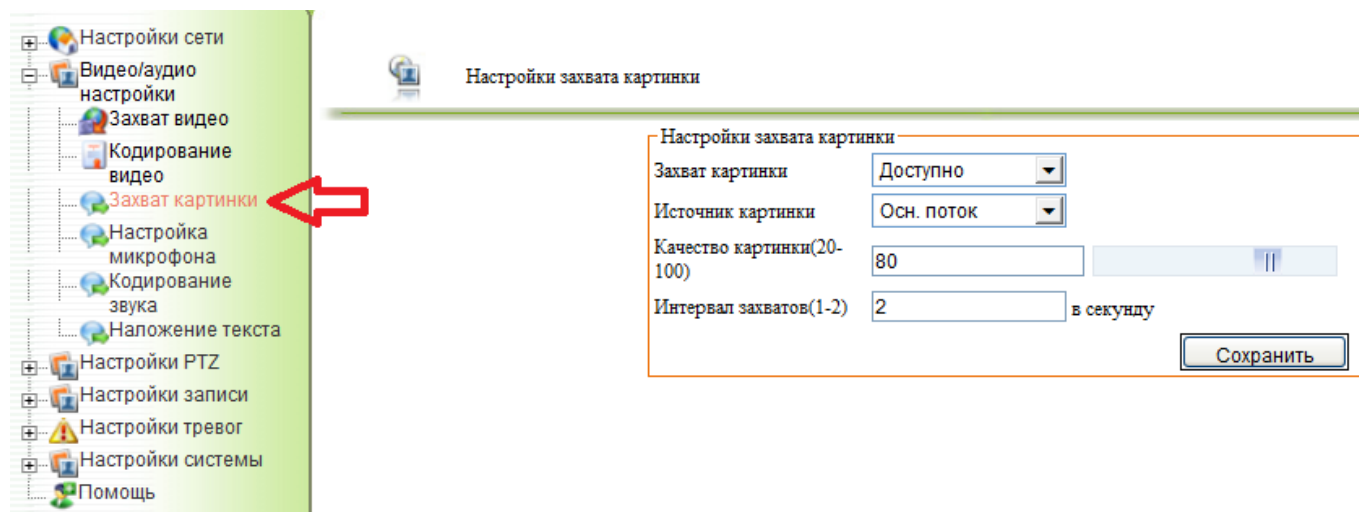 Настройки сети
Видео/аудио
настройки
Захват видео
Кодирование
видео
Захват картинки
Настройка
микрофона
Кодирование
звука
Наложение текста
Настройки PTZ
Настройки записи
Настройки тревог
Настройки системы
Помощь
Настройки захвата картинки
Настройки захвата картинки
Захват картинки Доступно
Источник картинки Осн. поток
Качество картинки(20-
100) 80
Интервал захватов(1-2) 2 в секунду
Сохранить